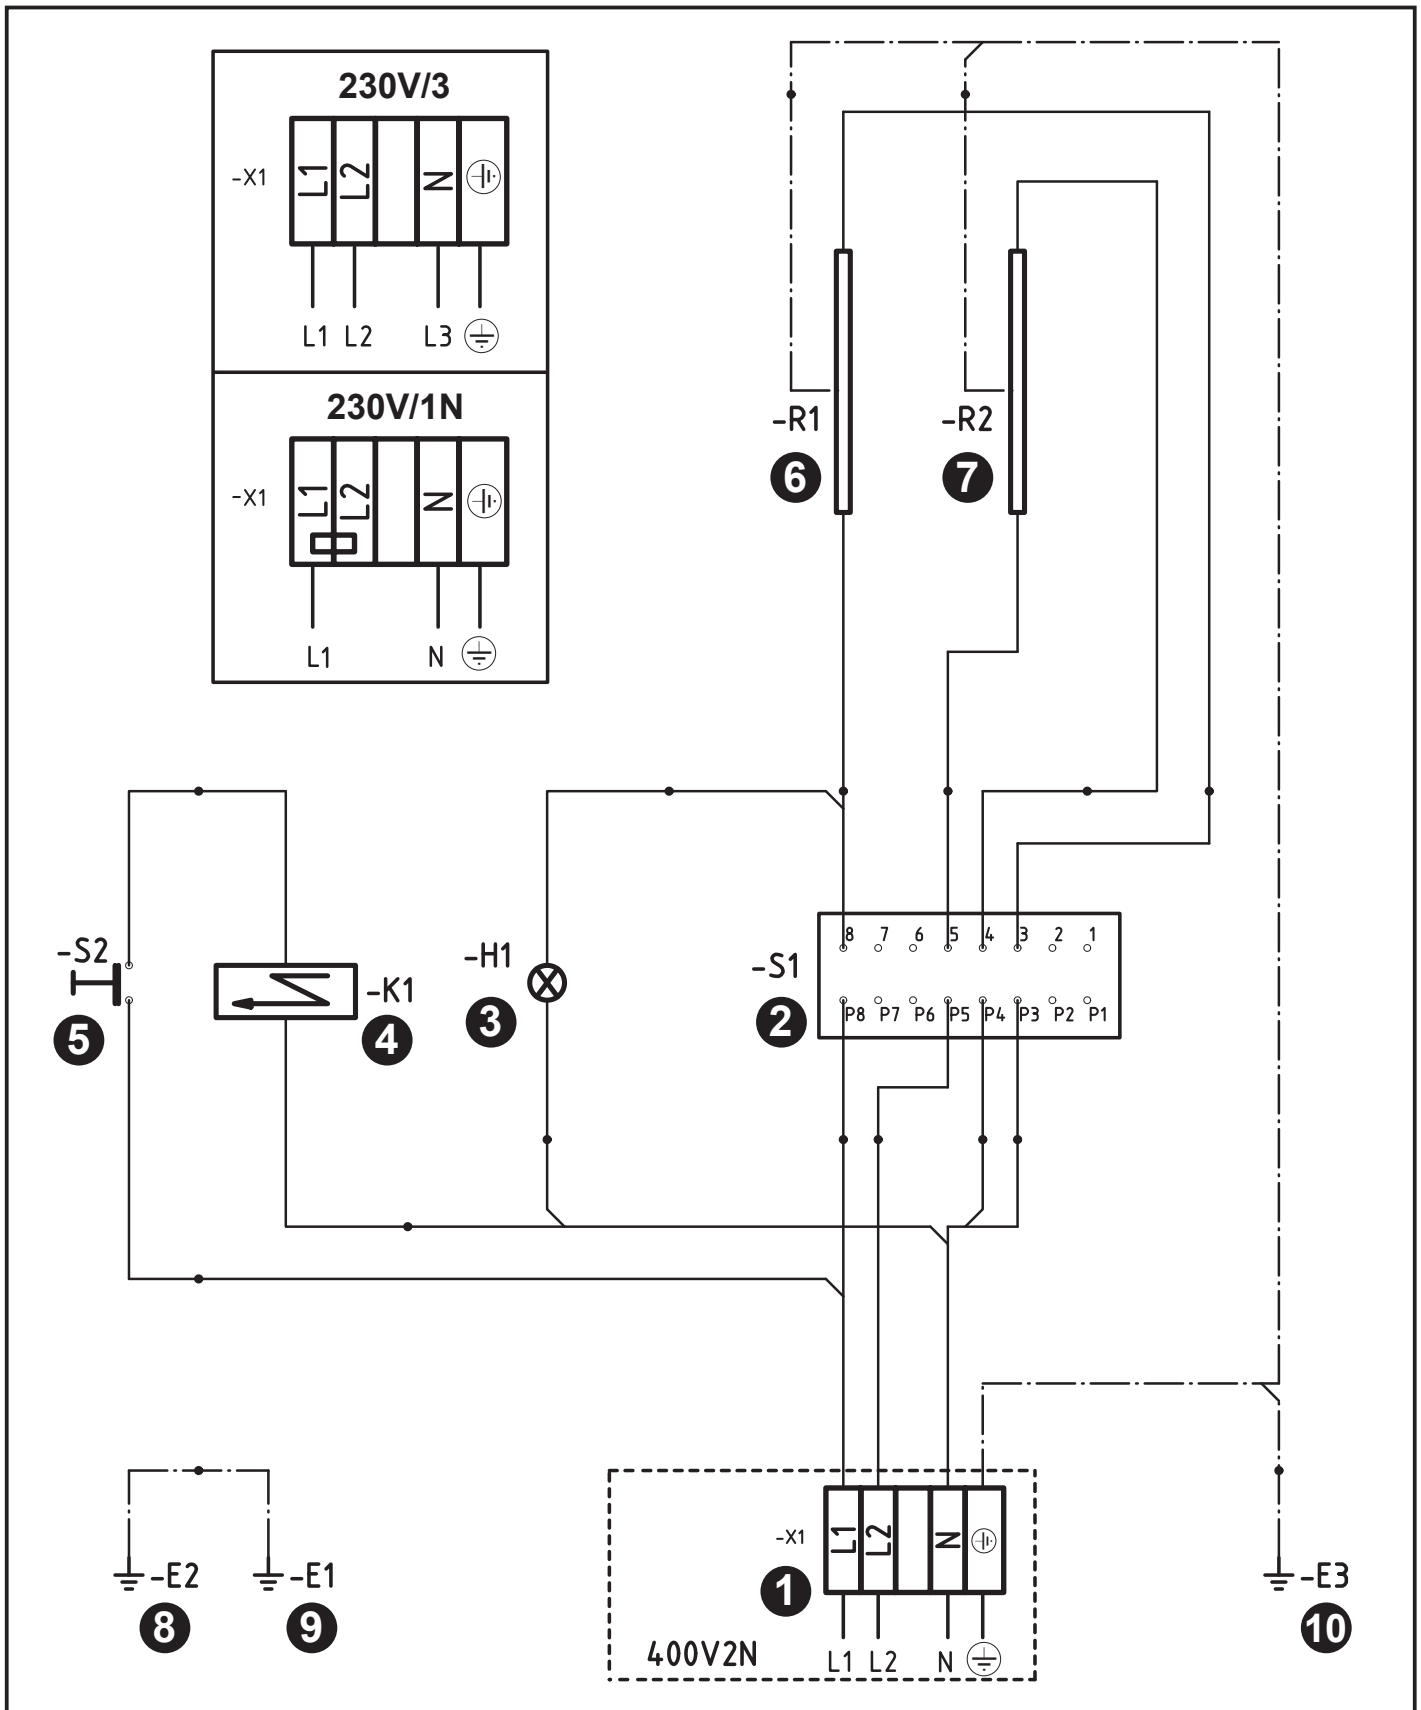 230V/3
-X1
L1 L2 N
L1 L2 L3
230V/1N
-X1
L1 L2 N
L1 N
-R1
6
-R2
7
-S2
5
-K1
4
-H1
3
-S1
2
8 7 6 5 4 3 2 1
P8 P7 P6 P5 P4 P3 P2 P1
-E2
8
-E1
9
-X1
1
L1 L2 N
400V2N
L1 L2 N
-E3
10